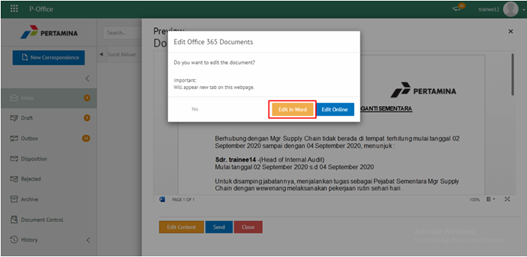 P-Office
trainee11
PERTAMINA
Search...
Preview
New Correspondence
Surat Keluar
Draft
Outbox
Disposition
Rejected
Archive
Document Control
History
Edit Office 365 Documents
Do you want to edit the document?
Important:
Will appear new tab on this webpage.
No
Edit in Word
Edit Online
PERTAMINA
GANTI SEMENTARA
Berhubung dengan Mgr Supply Chain tidak berada di tempat terhitung mulai tanggal 02
September 2020 sampai dengan 04 September 2020, menunjuk :
Sdr. trainee14 -(Head of Internal Audit)
Mulai tanggal 02 September 2020 s.d 04 September 2020
Untuk disamping jabatannya, menjalankan tugas sebagai Pejabat Sementara Mgr Supply
Chain dengan wewenang melaksanakan pekerjaan rutin sehari hari.
PAGE 1 OF 1
100%
Edit Content
Send
Close